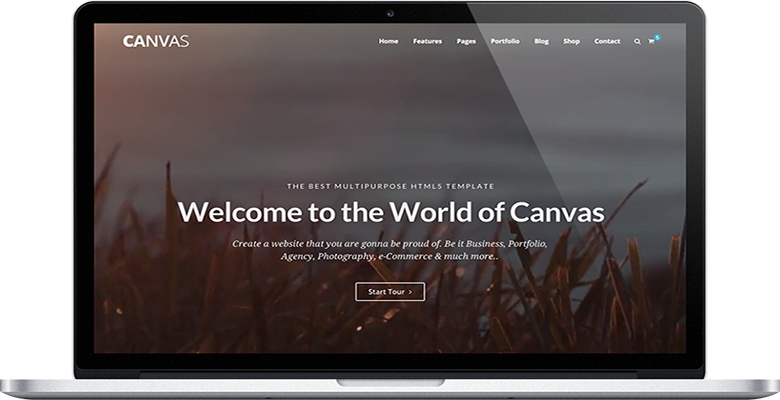 CANVAS
Home Features Pages Portfolio Blog Shop Contact
THE BEST MULTIPURPOSE HTML5 TEMPLATE
Welcome to the World of Canvas
Create a website that you are gonna be proud of. Be it Business, Portfolio,
Agency, Photography, e-Commerce & much more..
Start Tour >